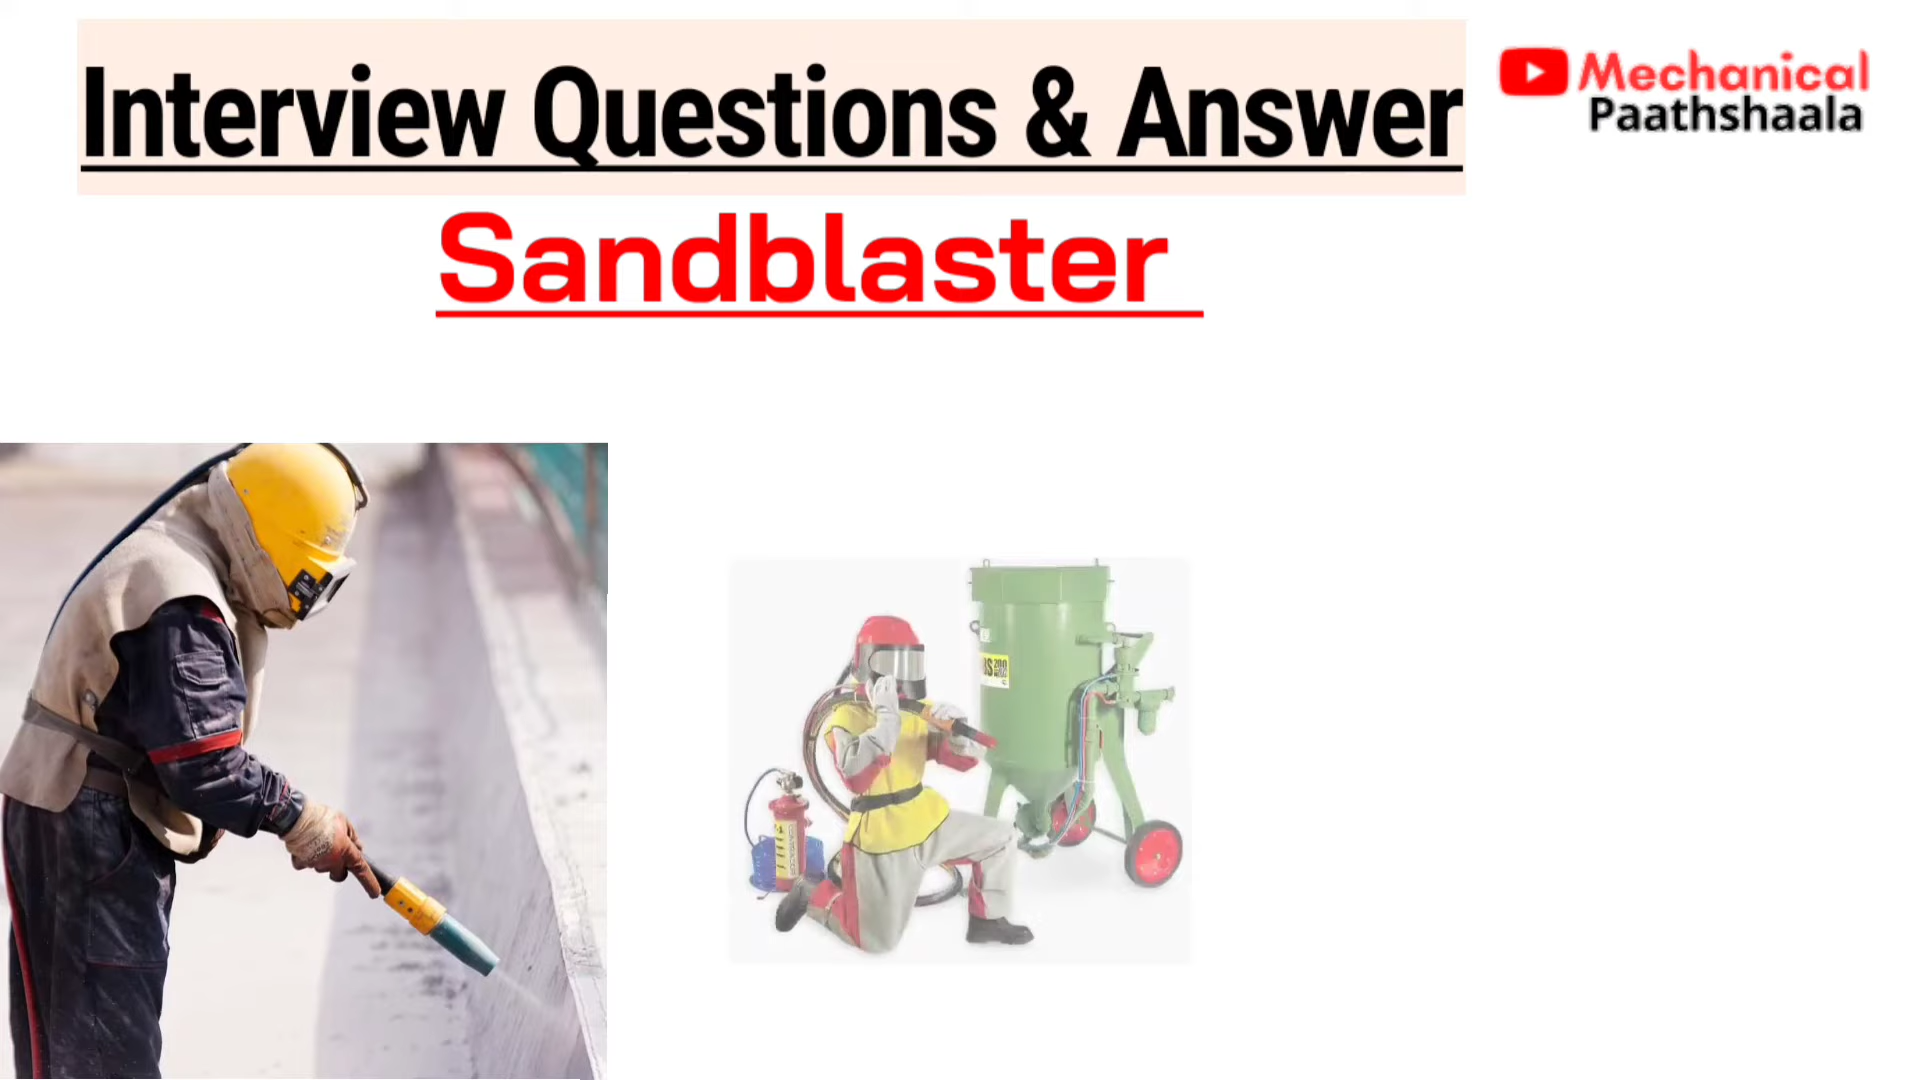 Interview Questions & Answer
Mechanical
Paathshaala
Sandblaster